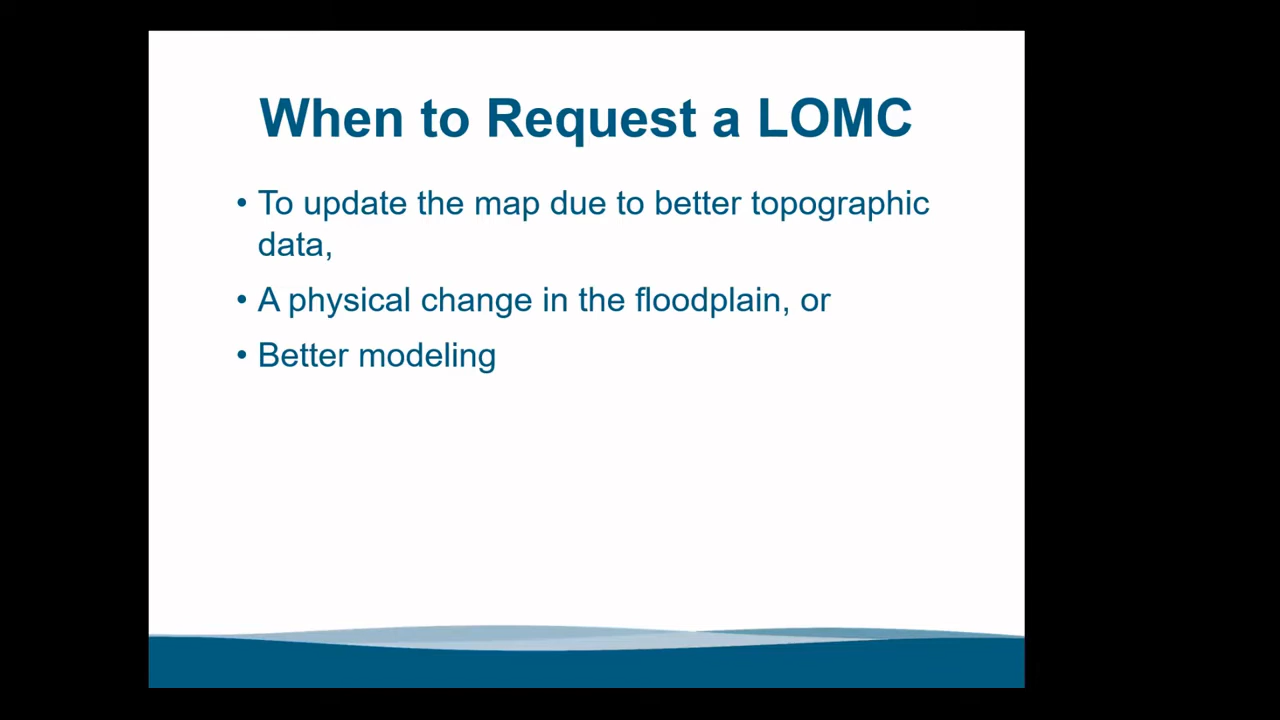 When to Request a LOMC
• To update the map due to better topographic
data,
• A physical change in the floodplain, or
• Better modeling